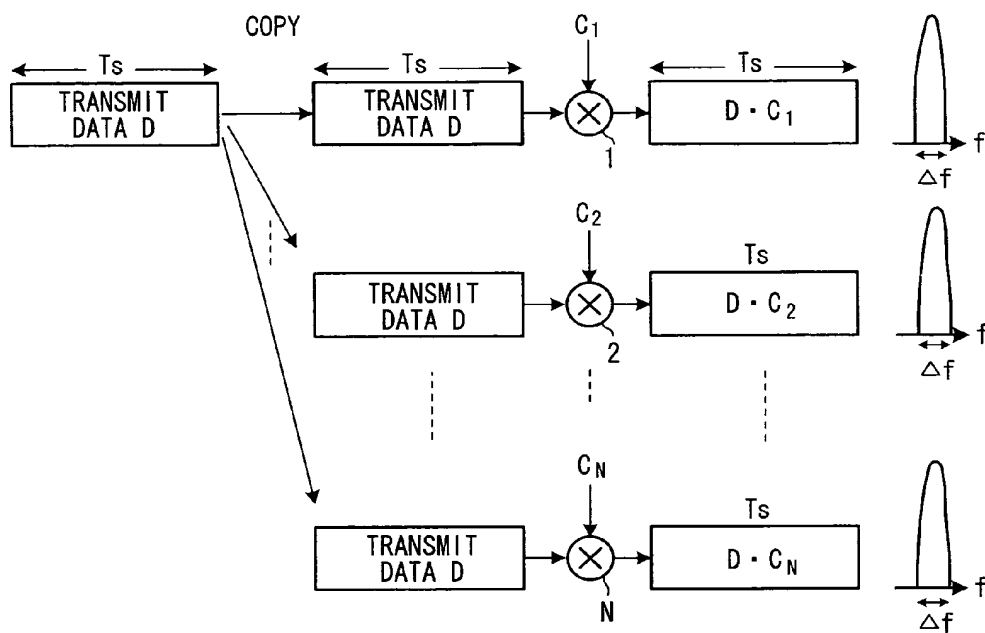 COPY
C1
Ts
Ts
Ts
TRANSMIT
DATA D
TRANSMIT
DATA D
D · C1
1
f
Δf
C2
Ts
TRANSMIT
DATA D
D · C2
2
f
Δf
CN
Ts
TRANSMIT
DATA D
D · CN
N
f
Δf